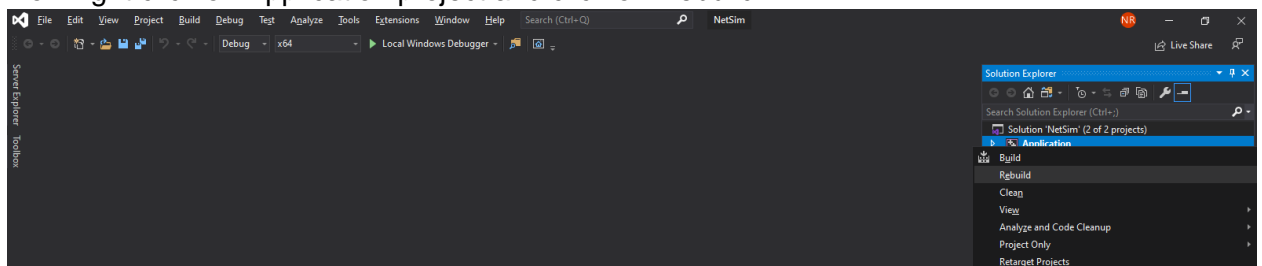 File Edit View Project Build Debug Test Analyze Tools Extensions Window Help Search (Ctrl+Q) NetSim NR
Debug x64 Local Windows Debugger Live Share
Server Explorer
Toolbox
Solution Explorer
Search Solution Explorer (Ctrl+;)
Solution 'NetSim' (2 of 2 projects)
Application
Build
Rebuild
Clean
View
Analyze and Code Cleanup
Project Only
Retarget Projects